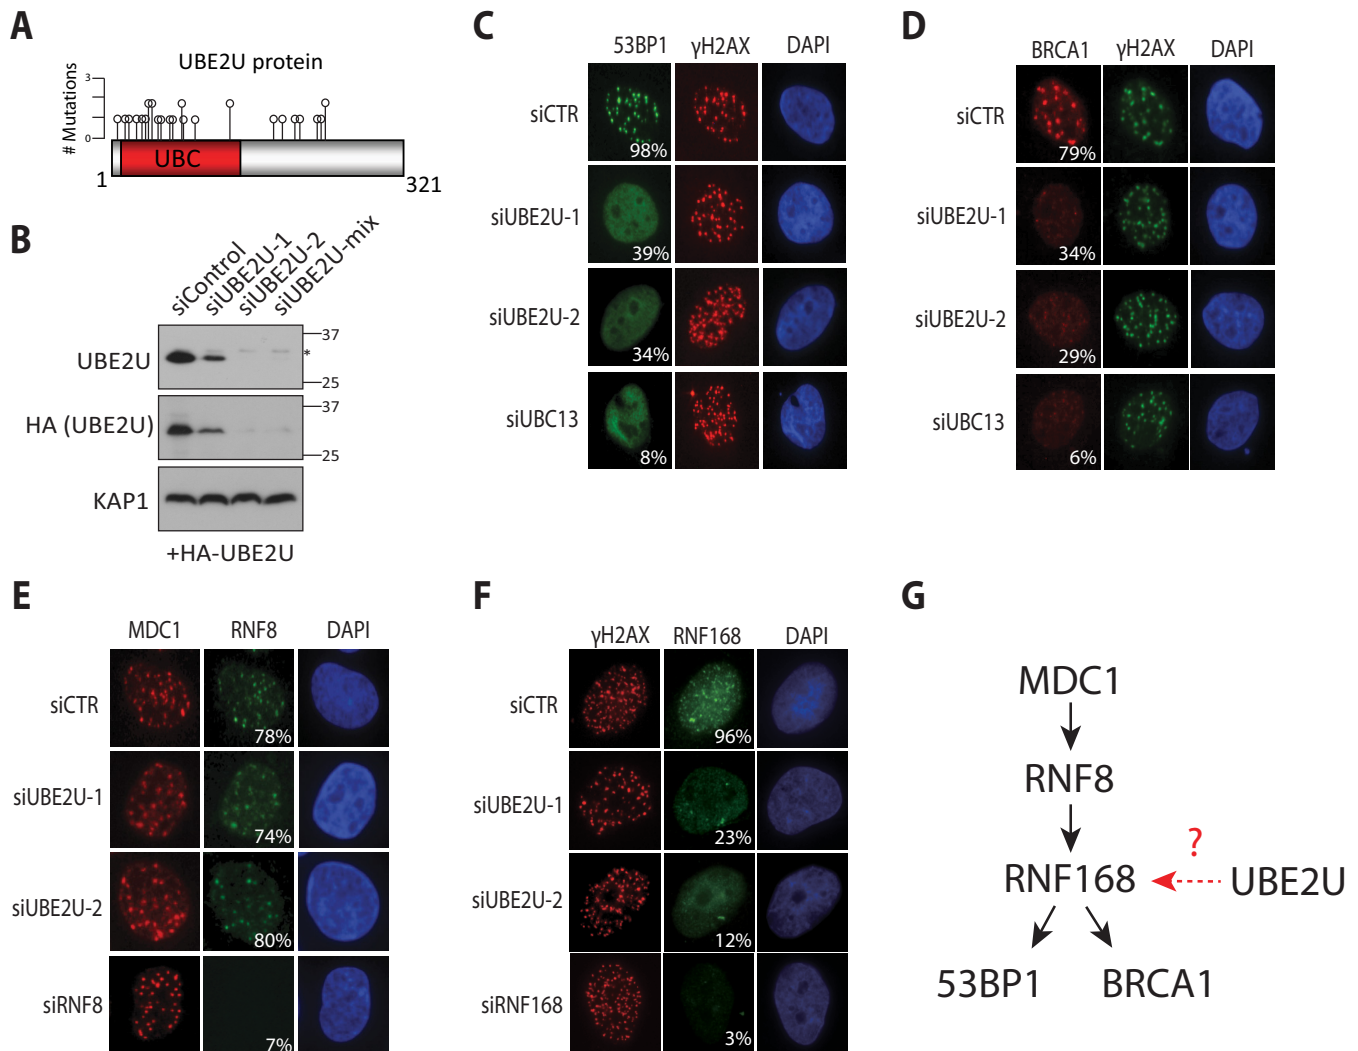 A
UBE2U protein
# Mutations
3
2
0
UBC
1
321
B
siControl
siUBE2U-1
siUBE2U-2
siUBE2U-mix
UBE2U
37
*
25
HA (UBE2U)
37
25
KAP1
+HA-UBE2U
C
53BP1 γH2AX DAPI
siCTR
98%
siUBE2U-1
39%
siUBE2U-2
34%
siUBC13
8%
D
BRCA1 γH2AX DAPI
siCTR
79%
siUBE2U-1
34%
siUBE2U-2
29%
siUBC13
6%
E
MDC1 RNF8 DAPI
siCTR
78%
siUBE2U-1
74%
siUBE2U-2
80%
siRNF8
7%
F
γH2AX RNF168 DAPI
siCTR
96%
siUBE2U-1
23%
siUBE2U-2
12%
siRNF168
3%
G
MDC1
RNF8
?
RNF168 UBE2U
53BP1 BRCA1